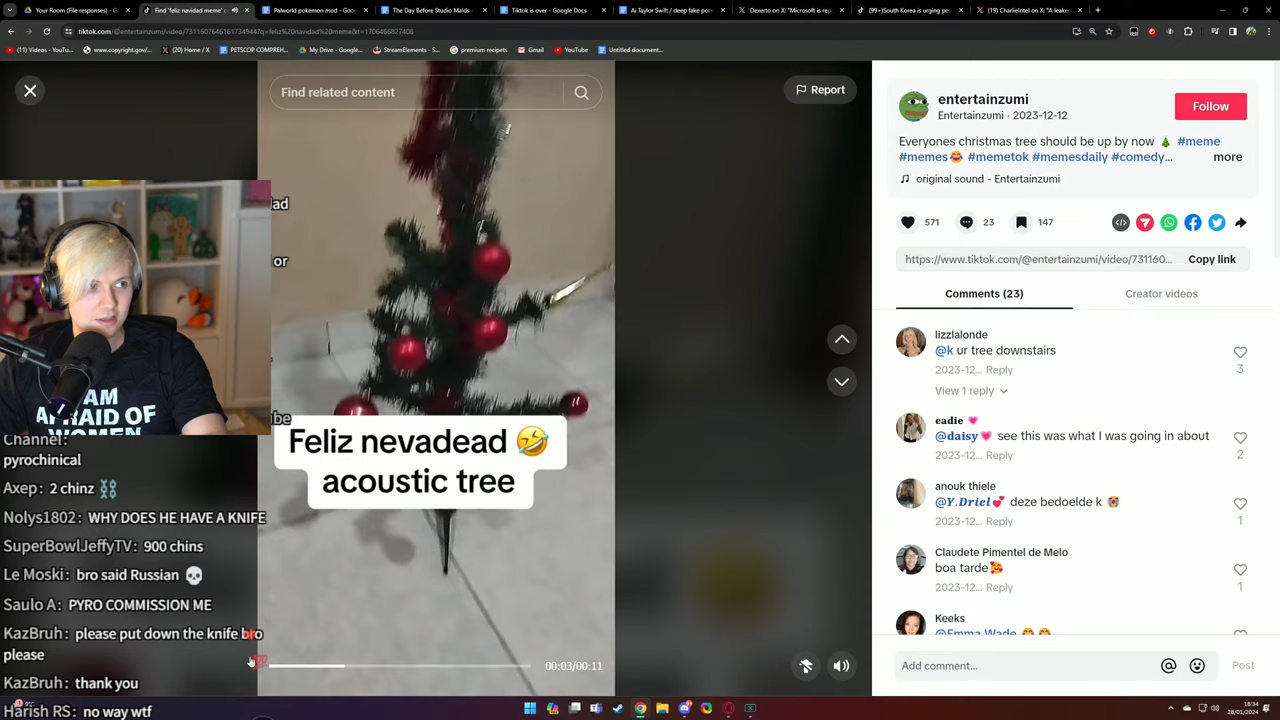 Your Room (File responses) - G
Find 'feliz navidad meme'
Palworld pokemon mod - Google
The Day Before Studio Malds - G
Tiktok is over - Google Docs
Ai Taylor Swift / deep fake porn
Dexerto on X: "Microsoft is rep
(99+)South Korea is urging pe
(19) CharlieIntel on X: "A leake
tiktok.com/@entertainzumi/video/7311607646161734944?q=feliz%20navidad%20meme&t=1706466827408
(11) Videos - YouTu...
www.copyright.gov/...
(20) Home / X
PETSCOP COMPREH...
My Drive - Google...
StreamElements - ...
premium recipets
Gmail
YouTube
Untitled document...
Find related content
Report
entertainzumi
Entertainzumi · 2023-12-12
Follow
Everyones christmas tree should be up by now 🎄 #meme
#memes😂 #memetok #memesdaily #comedy...
more
original sound - Entertainzumi
571
23
147
https://www.tiktok.com/@entertainzumi/video/731160...
Copy link
Comments (23)
Creator videos
lizzlalonde
@k ur tree downstairs
2023-12... Reply
3
View 1 reply
eadie 💗
@daisy💗 see this was what I was going in about
2023-12... Reply
2
anouk thiele
@Y.Driel💕 deze bedoelde k 😭
2023-12... Reply
1
Claudete Pimentel de Melo
boa tarde🥰
2023-12... Reply
1
Keeks
@Emma Wade 😋 😋
Add comment...
Post
ad
or
be
I AM
AFRAID OF
WOMEN
Feliz nevadead 🤣
acoustic tree
Channel:
pyrochinical
Axep: 2 chinz ⛓️
Nolys1802: WHY DOES HE HAVE A KNIFE
SuperBowlJeffyTV: 900 chins
Le Moski: bro said Russian 💀
Saulo A: PYRO COMMISSION ME
KazBruh: please put down the knife bro
please 💯
KazBruh: thank you
Harish RS: no way wtf
00:03/00:11
18:34
28/01/2024